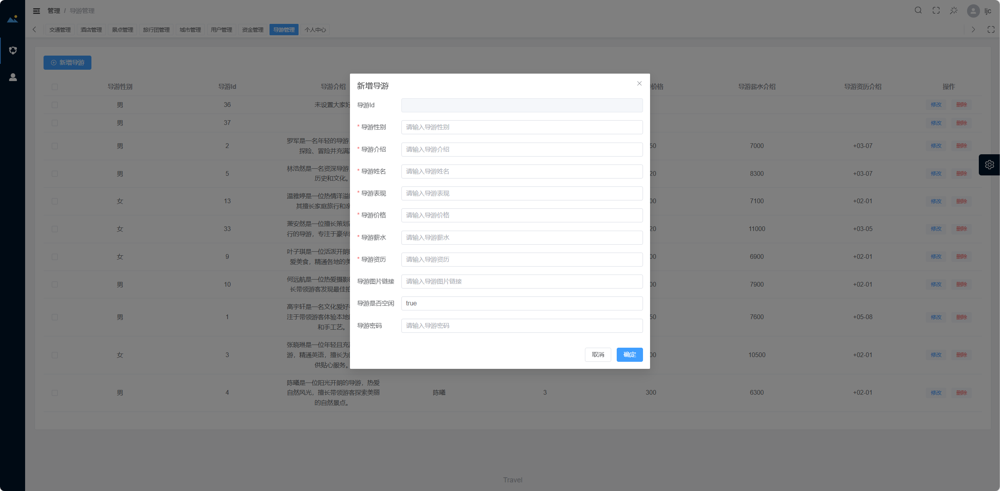 管理 / 导游管理
ljc
交通管理 酒店管理 景点管理 旅行团管理 城市管理 用户管理 资金管理 导游管理 个人中心
新增导游
导游性别 导游Id 导游介绍 价格 导游薪水介绍 导游资历介绍 操作
男 36 未设置大家好 修改 删除
男 37 修改 删除
罗军是一名年轻的导游
探险、冒险并充满
男 2 50 7000 +03-07 修改 删除
林浩然是一名资深导游
历史和文化。
男 5 20 8300 +03-07 修改 删除
温雅婷是一位热情洋溢
其擅长家庭旅行和亲
女 13 00 7100 +02-01 修改 删除
萧安然是一位擅长策划
行的导游，专注于豪华
女 33 20 11000 +03-05 修改 删除
叶子琪是一位活泼开朗
爱美食，精通各地的美
女 9 00 6900 +02-01 修改 删除
何远航是一位热爱摄影
长带领游客发现最佳拍
男 10 00 7900 +02-01 修改 删除
高宇轩是一名文化爱好
注于带领游客体验本地
和手工艺。
男 1 50 7600 +05-08 修改 删除
张晓琳是一位年轻且充
游，精通英语，擅长为
供贴心服务。
女 3 00 10500 +02-01 修改 删除
陈曦是一位阳光开朗的导游，热爱
自然风光，擅长带领游客探索美丽
的自然景点。
男 4 陈曦 3 300 6300 +02-01 修改 删除
新增导游
导游Id
* 导游性别 请输入导游性别
* 导游介绍 请输入导游介绍
* 导游姓名 请输入导游姓名
* 导游表现 请输入导游表现
* 导游价格 请输入导游价格
* 导游薪水 请输入导游薪水
* 导游资历 请输入导游资历
导游图片链接 请输入导游图片链接
导游是否空闲 true
导游密码 请输入导游密码
取消 确定
Travel